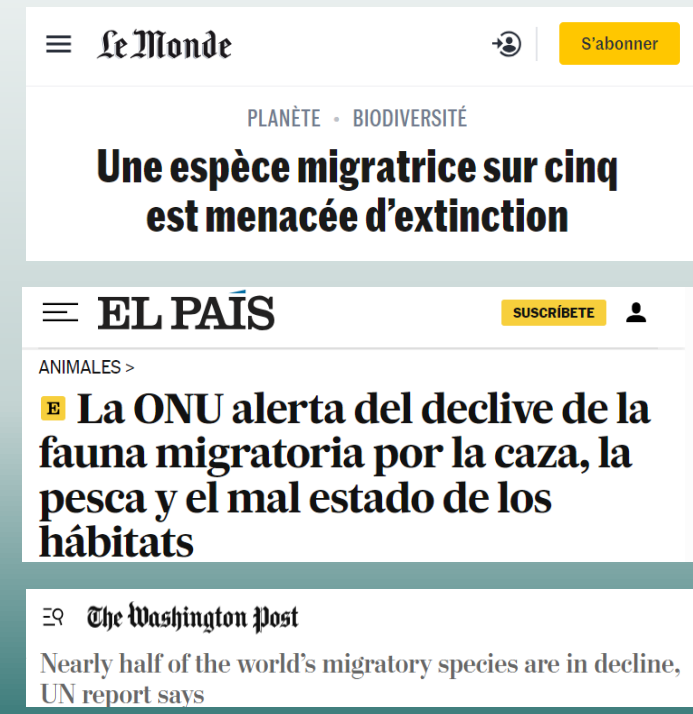 Le Monde
S'abonner
PLANÈTE • BIODIVERSITÉ
Une espèce migratrice sur cinq
est menacée d'extinction
EL PAÍS
SUSCRÍBETE
ANIMALES >
E La ONU alerta del declive de la
fauna migratoria por la caza, la
pesca y el mal estado de los
hábitats
The Washington Post
Nearly half of the world's migratory species are in decline,
UN report says